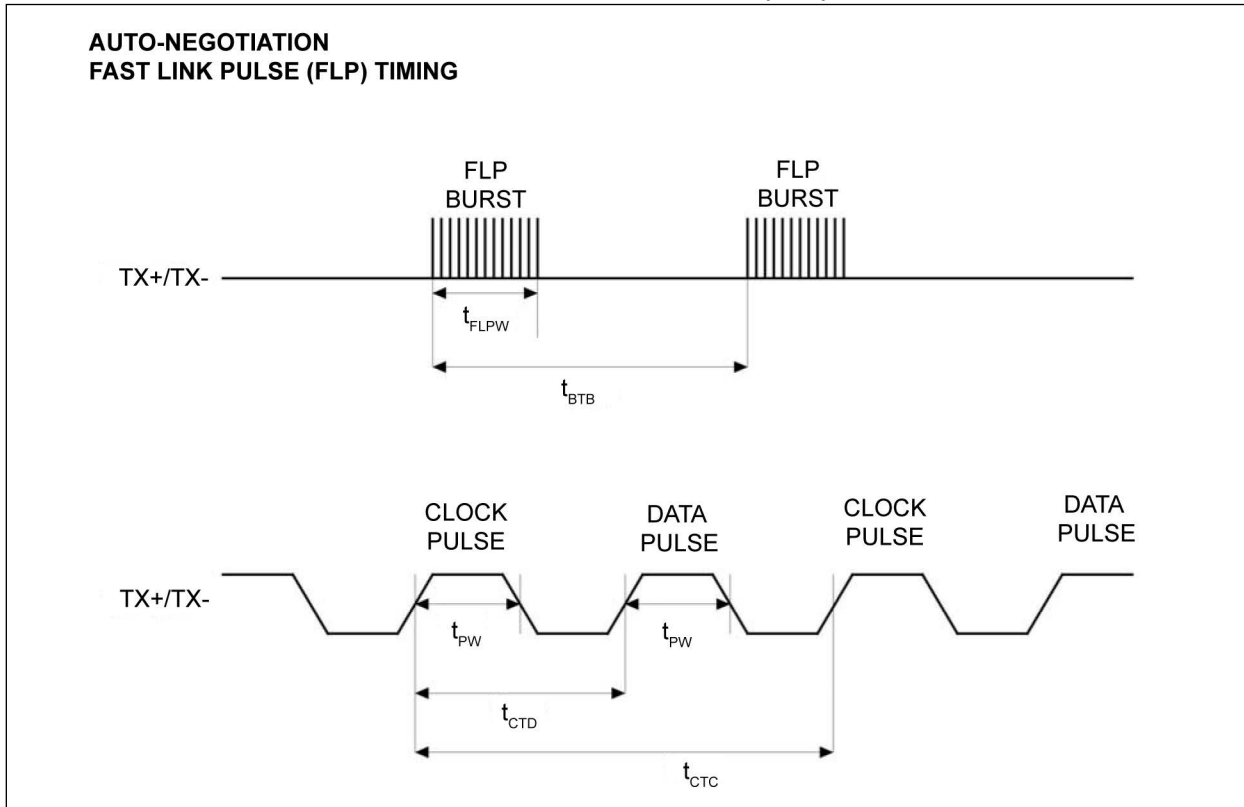 AUTO-NEGOTIATION
FAST LINK PULSE (FLP) TIMING
FLP
BURST
FLP
BURST
TX+/TX-
tFLPW
tBTB
CLOCK
PULSE
DATA
PULSE
CLOCK
PULSE
DATA
PULSE
TX+/TX-
tPW
tPW
tCTD
tCTC